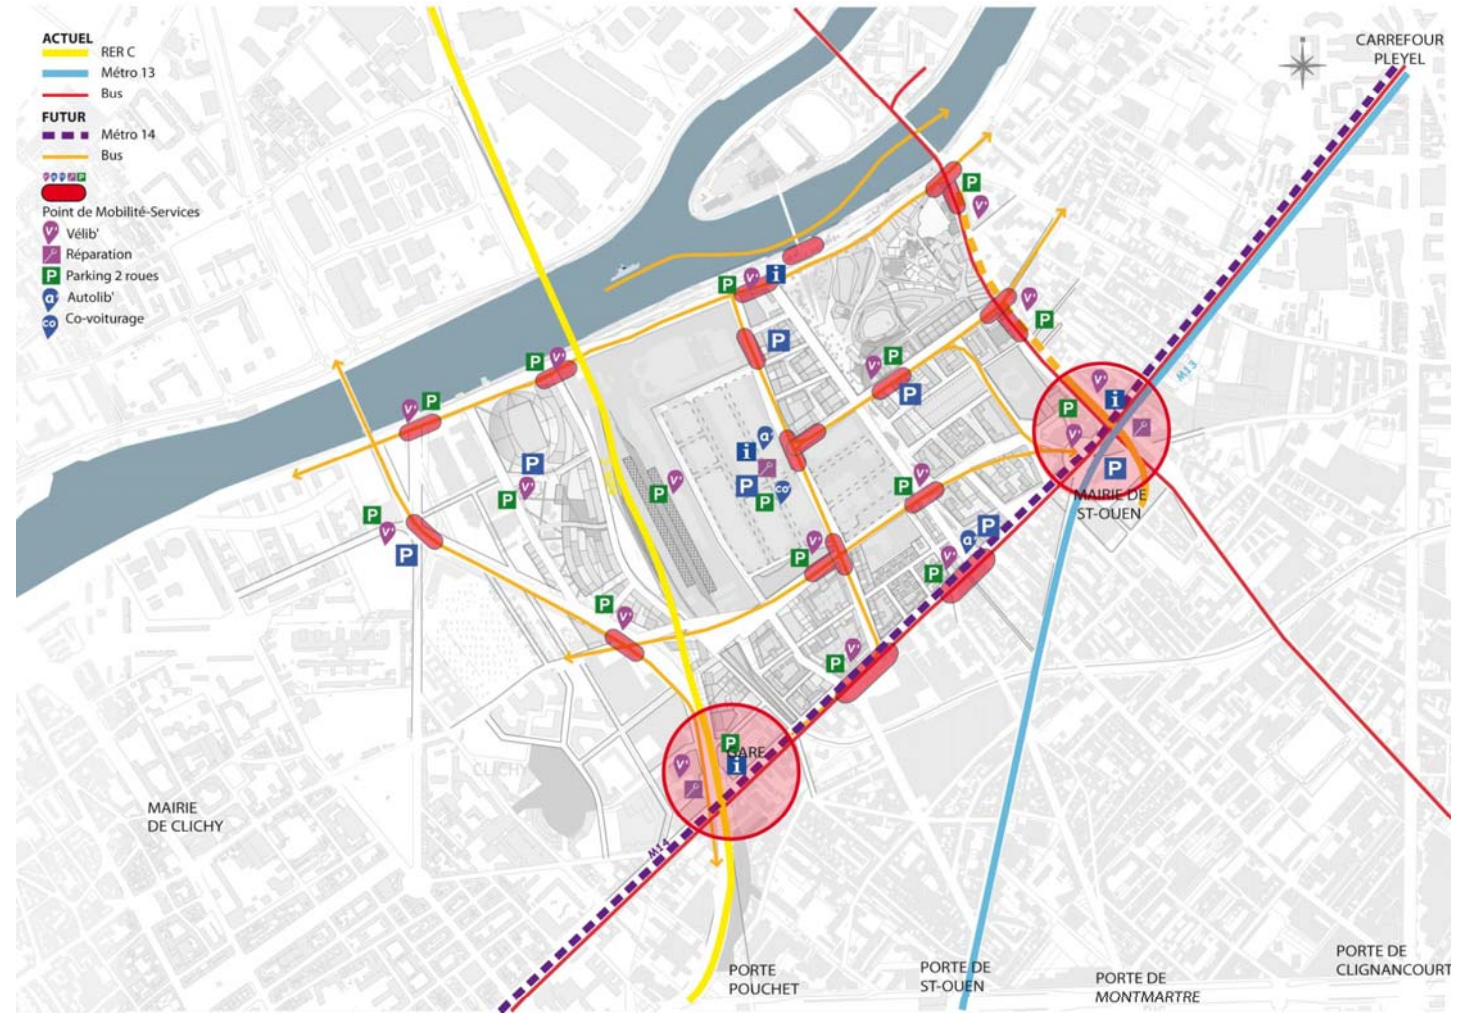 ACTUEL
RER C
Métro 13
Bus
FUTUR
Métro 14
Bus
Point de Mobilité-Services
V' Vélib'
Réparation
P Parking 2 roues
a' Autolib'
co Co-voiturage
CARREFOUR
PLEYEL
M13
MAIRIE DE
ST-OUEN
GARE
CLICHY
M14
MAIRIE
DE CLICHY
PORTE
POUCHET
PORTE DE
ST-OUEN
PORTE DE
MONTMARTRE
PORTE DE
CLIGNANCOURT